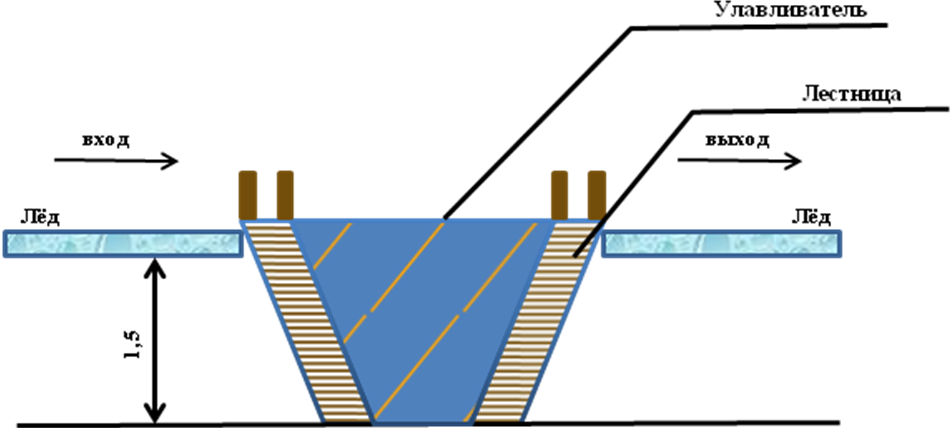 Улавливатель
Лестница
вход
выход
Лёд
Лёд
1,5